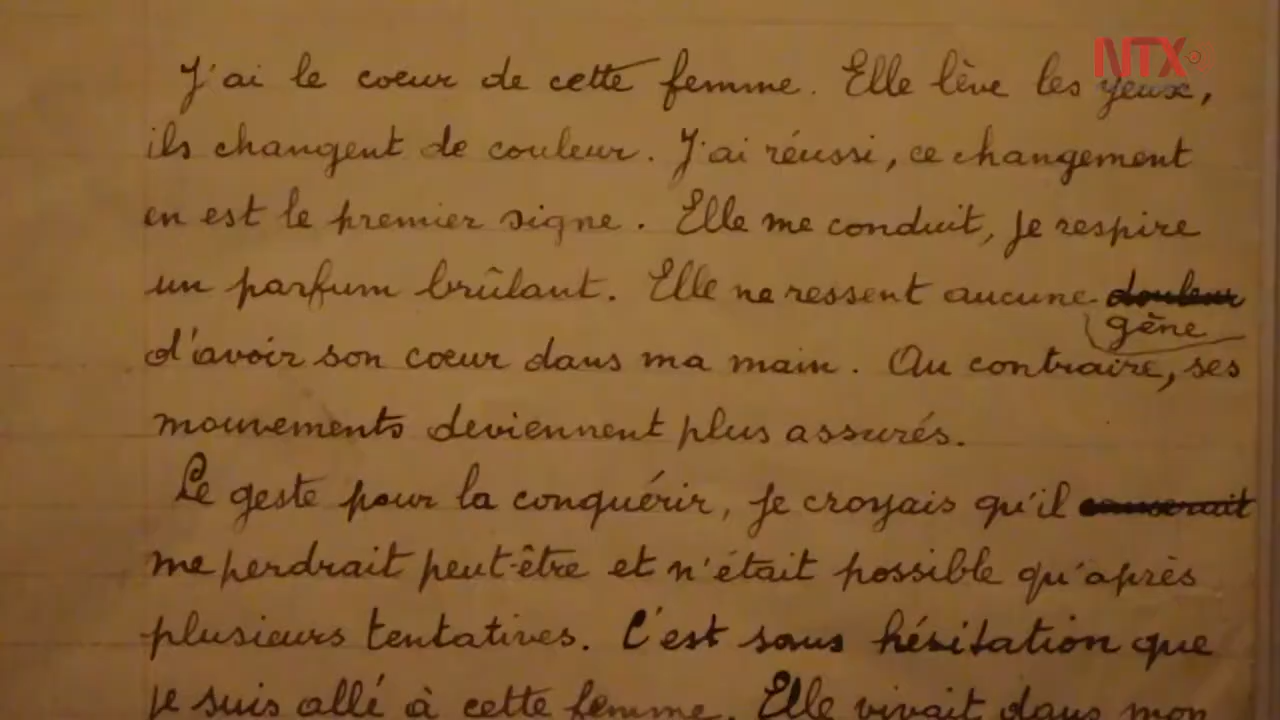 NTX
J'ai le coeur de cette femme. Elle lève les yeux,
ils changent de couleur. J'ai réussi, ce changement
en est le premier signe. Elle me conduit, je respire
un parfum brûlant. Elle ne ressent aucune douleur
gêne
d'avoir son coeur dans ma main. Au contraire, ses
mouvements deviennent plus assurés.
Le geste pour la conquérir, je croyais qu'il
me perdrait peut-être et n'était possible qu'après
plusieurs tentatives. C'est sans hésitation que
je suis allé à cette femme. Elle vivait dans mon